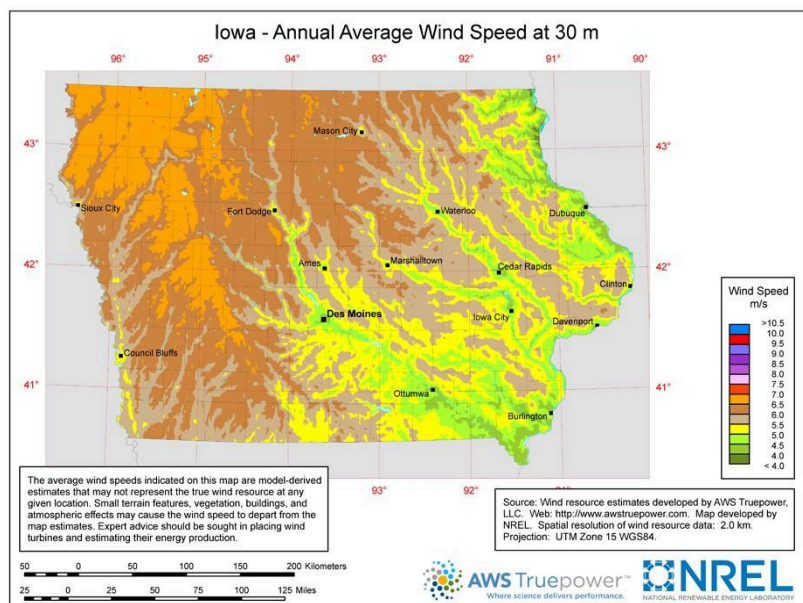 Iowa - Annual Average Wind Speed at 30 m
96°
95°
94°
93°
92°
91°
90°
43°
43°
42°
42°
41°
41°
93°
92°
91°
Mason City
Sioux City
Fort Dodge
Waterloo
Dubuque
Ames
Marshalltown
Cedar Rapids
Clinton
Des Moines
Iowa City
Davenport
Council Bluffs
Ottumwa
Burlington
Wind Speed
m/s
>10.5
10.0
9.5
9.0
8.5
8.0
7.5
7.0
6.5
6.0
5.5
5.0
4.5
4.0
< 4.0
The average wind speeds indicated on this map are model-derived
estimates that may not represent the true wind resource at any
given location. Small terrain features, vegetation, buildings, and
atmospheric effects may cause the wind speed to depart from the
map estimates. Expert advice should be sought in placing wind
turbines and estimating their energy production.
Source: Wind resource estimates developed by AWS Truepower,
LLC. Web: http://www.awstruepower.com. Map developed by
NREL. Spatial resolution of wind resource data: 2.0 km.
Projection: UTM Zone 15 WGS84.
50 0 50 100 150 200 Kilometers
25 0 25 50 75 100 125 Miles
AWS Truepower™
Where science delivers performance.
NREL
NATIONAL RENEWABLE ENERGY LABORATORY